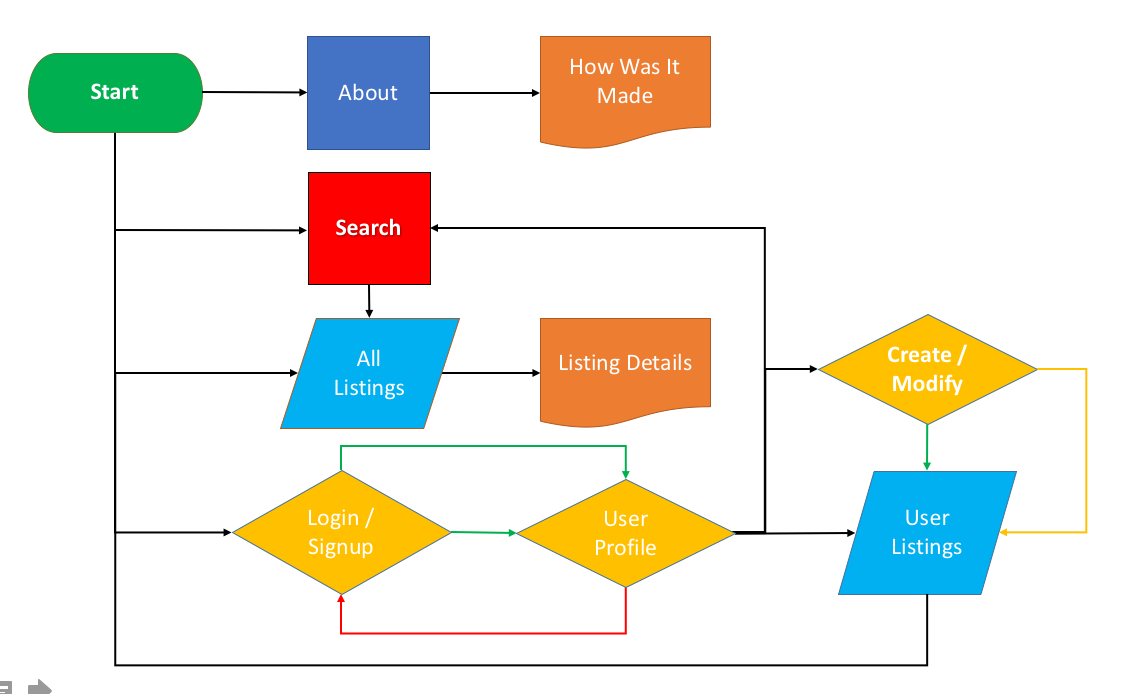 Start
About
How Was It
Made
Search
All
Listings
Listing Details
Create /
Modify
Login /
Signup
User
Profile
User
Listings